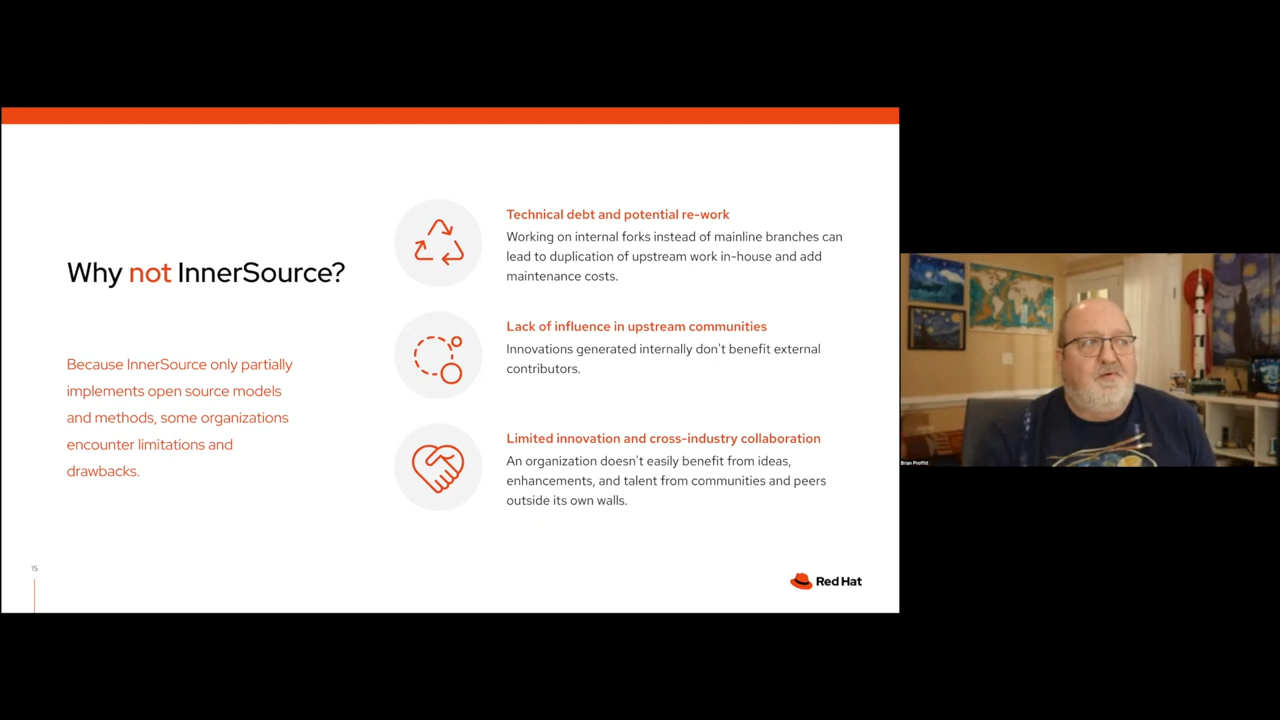 Why not InnerSource?
Because InnerSource only partially
implements open source models
and methods, some organizations
encounter limitations and
drawbacks.
Technical debt and potential re-work
Working on internal forks instead of mainline branches can
lead to duplication of upstream work in-house and add
maintenance costs.
Lack of influence in upstream communities
Innovations generated internally don't benefit external
contributors.
Limited innovation and cross-industry collaboration
An organization doesn't easily benefit from ideas,
enhancements, and talent from communities and peers
outside its own walls.
15
Red Hat
Brian Proffitt